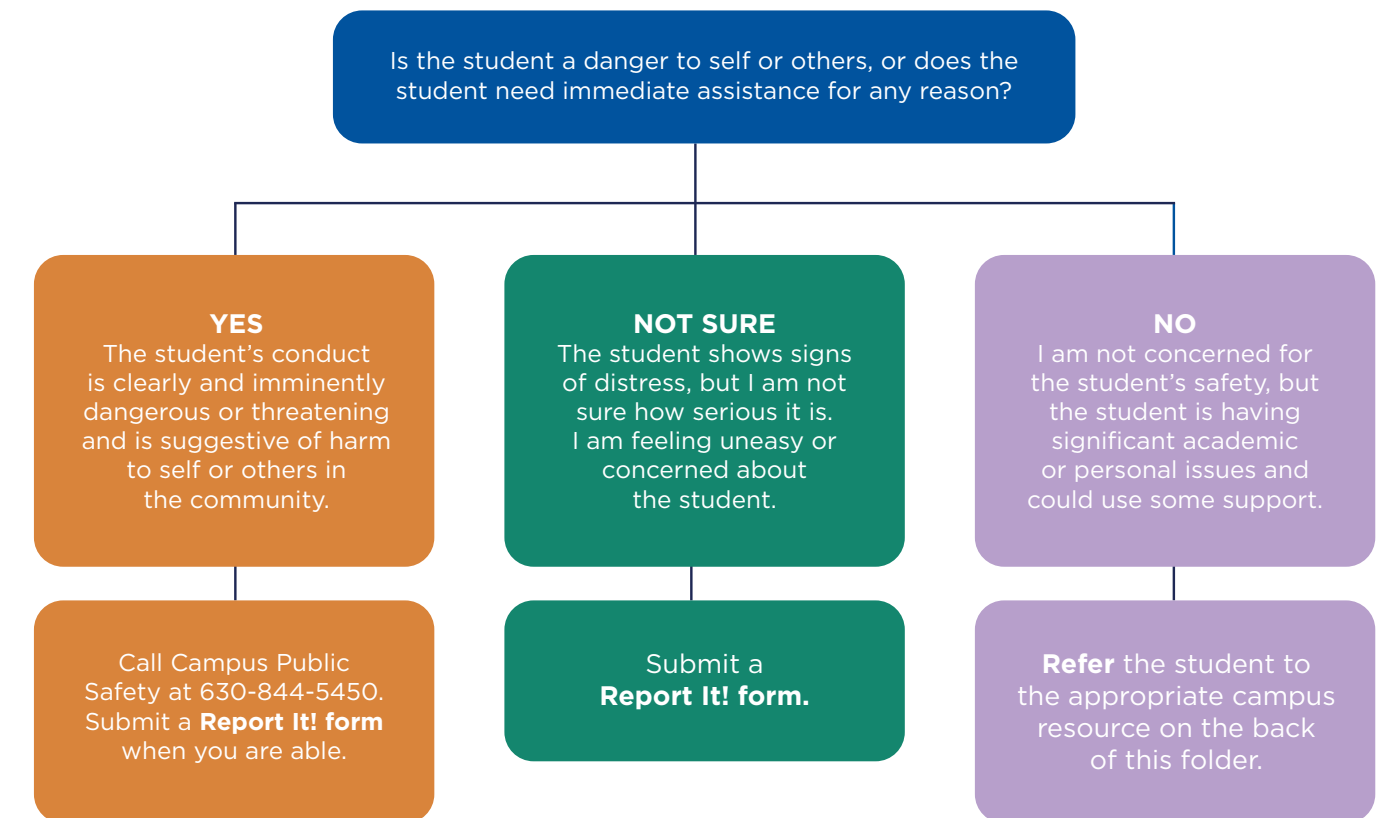 Is the student a danger to self or others, or does the
student need immediate assistance for any reason?
YES
The student’s conduct
is clearly and imminently
dangerous or threatening
and is suggestive of harm
to self or others in
the community.
Call Campus Public
Safety at 630-844-5450.
Submit a Report It! form
when you are able.
NOT SURE
The student shows signs
of distress, but I am not
sure how serious it is.
I am feeling uneasy or
concerned about
the student.
Submit a
Report It! form.
NO
I am not concerned for
the student’s safety, but
the student is having
significant academic
or personal issues and
could use some support.
Refer the student to
the appropriate campus
resource on the back
of this folder.